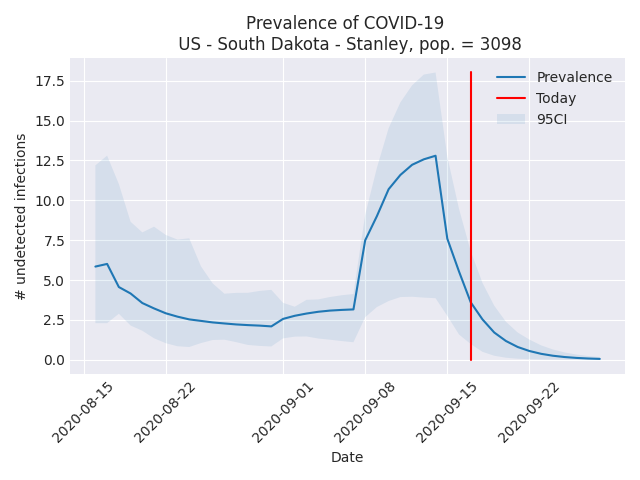 Prevalence of COVID-19
US - South Dakota - Stanley, pop. = 3098
# undetected infections
17.5
15.0
12.5
10.0
7.5
5.0
2.5
0.0
Prevalence
Today
95CI
2020-08-15
2020-08-22
2020-09-01
2020-09-08
2020-09-15
2020-09-22
Date